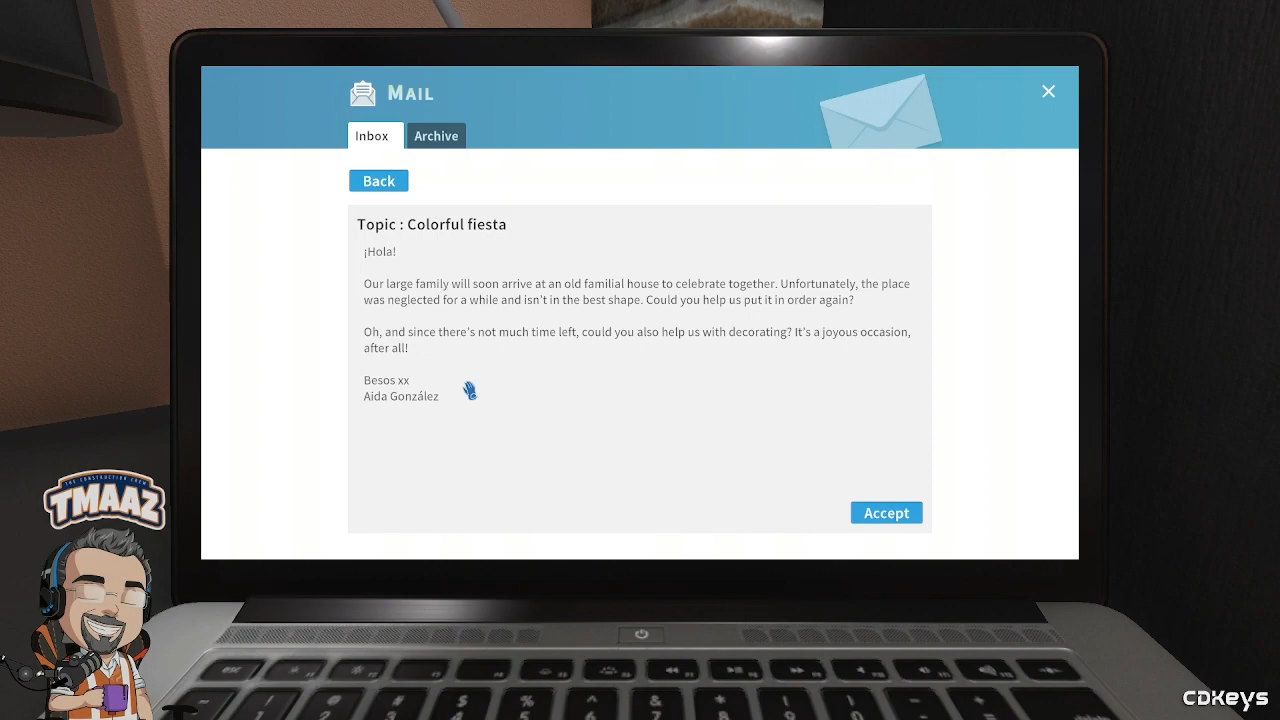 MAIL
Inbox
Archive
Back
Topic : Colorful fiesta
¡Hola!
Our large family will soon arrive at an old familial house to celebrate together. Unfortunately, the place
was neglected for a while and isn't in the best shape. Could you help us put it in order again?
Oh, and since there's not much time left, could you also help us with decorating? It's a joyous occasion,
after all!
Besos xx
Aida González
Accept
THE CONSTRUCTION CREW
TMAAZ
CDKeys